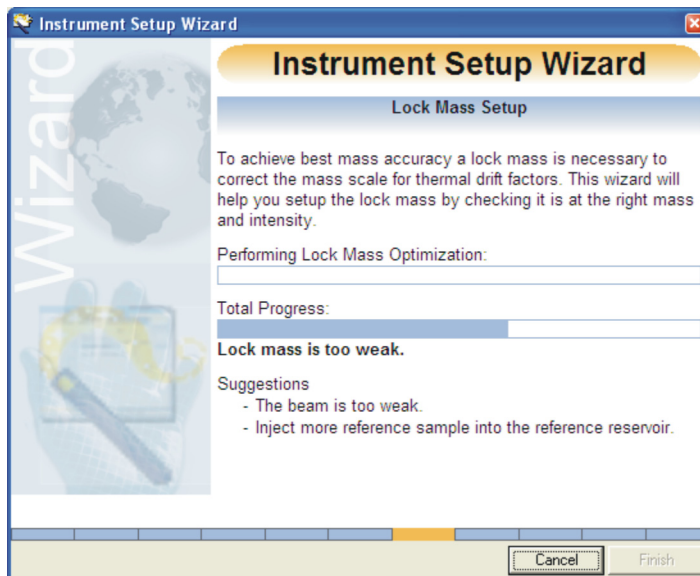 Instrument Setup Wizard
Wizard
Instrument Setup Wizard
Lock Mass Setup
To achieve best mass accuracy a lock mass is necessary to
correct the mass scale for thermal drift factors. This wizard will
help you setup the lock mass by checking it is at the right mass
and intensity.
Performing Lock Mass Optimization:
Total Progress:
Lock mass is too weak.
Suggestions
- The beam is too weak.
- Inject more reference sample into the reference reservoir.
Cancel
Finish